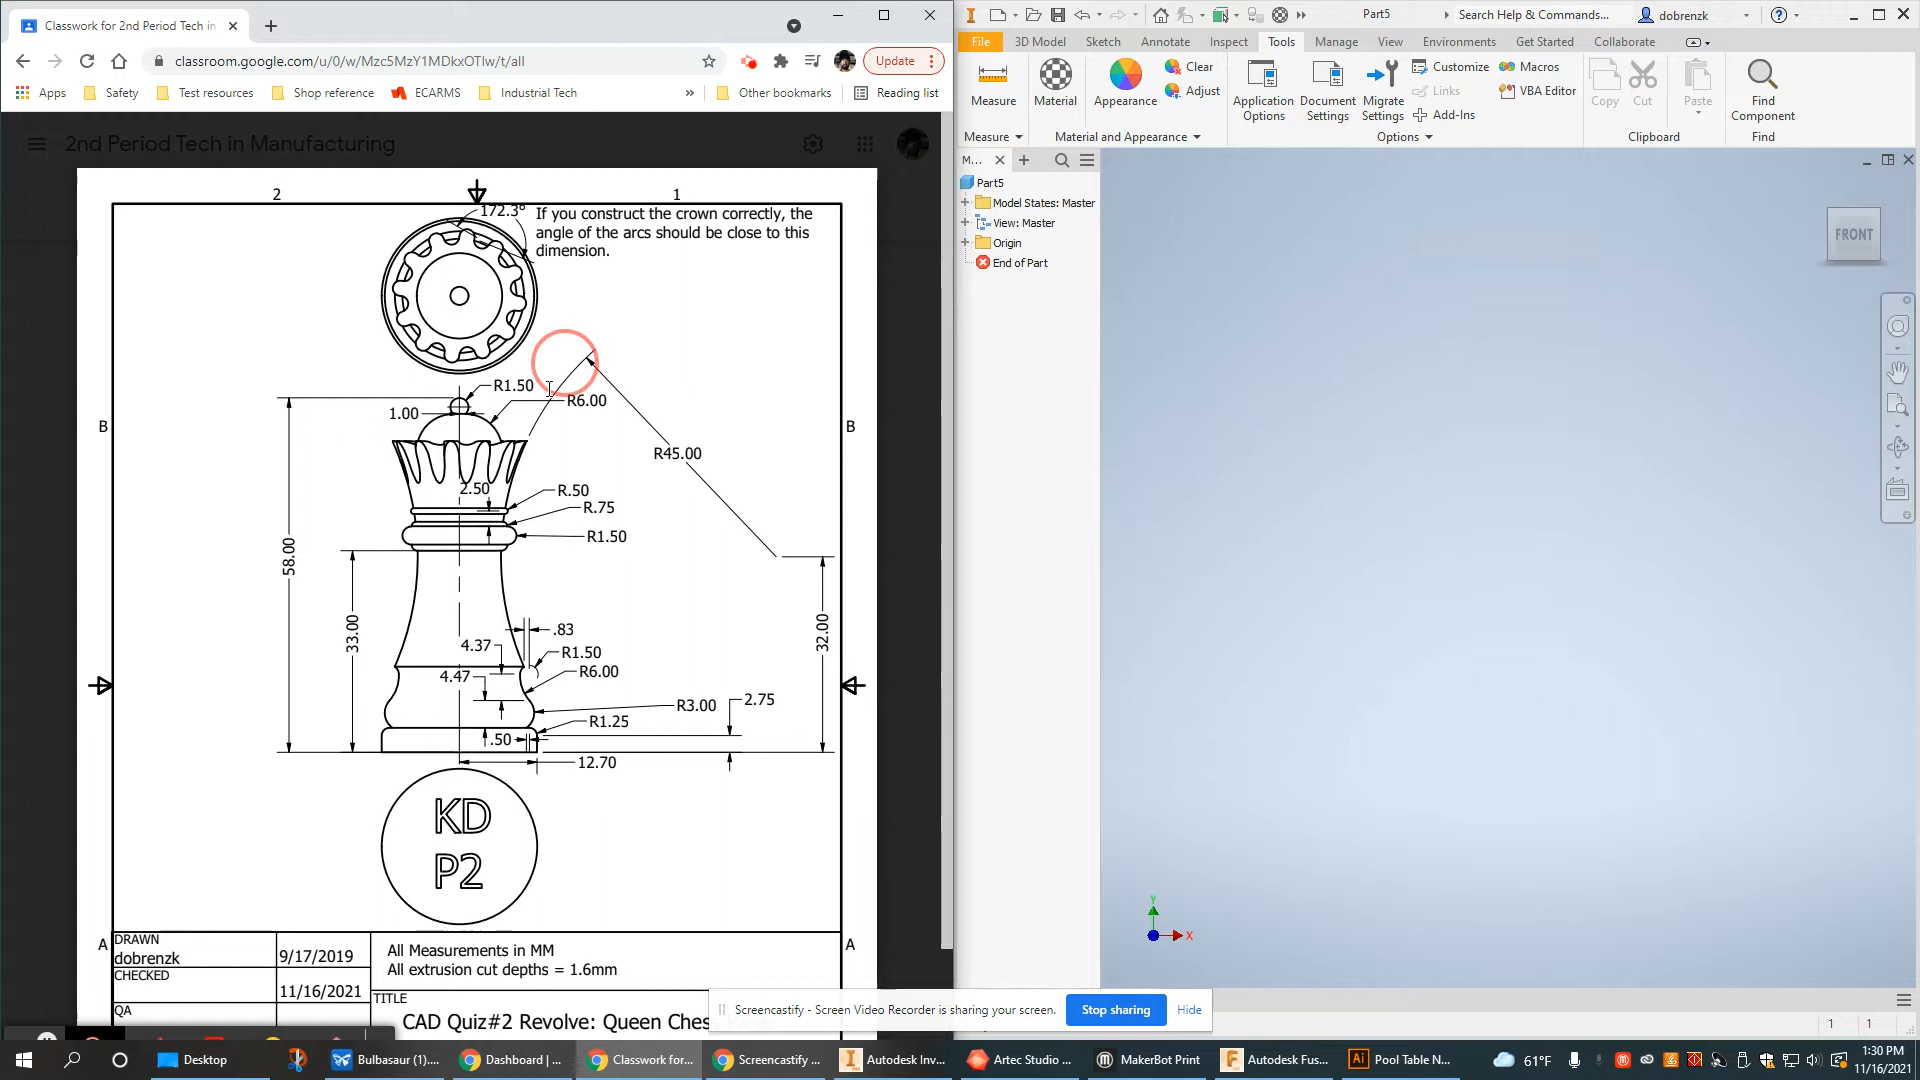 Classwork for 2nd Period Tech in
classroom.google.com/u/0/w/Mzc5MzY1MDkxOTIw/t/all
Update
Apps
Safety
Test resources
Shop reference
ECARMS
Industrial Tech
»
Other bookmarks
Reading list
2nd Period Tech in Manufacturing
2
1
172.3°
If you construct the crown correctly, the
angle of the arcs should be close to this
dimension.
R1.50
1.00
R6.00
B
B
R45.00
2.50
R.50
R.75
R1.50
58.00
33.00
32.00
.83
4.37
R1.50
4.47
R6.00
R3.00
2.75
R1.25
.50
12.70
KD
P2
A
A
DRAWN
dobrenzk
9/17/2019
CHECKED
11/16/2021
QA
All Measurements in MM
All extrusion cut depths = 1.6mm
TITLE
CAD Quiz#2 Revolve: Queen Ches
Part5
Search Help & Commands...
dobrenzk
File
3D Model
Sketch
Annotate
Inspect
Tools
Manage
View
Environments
Get Started
Collaborate
Measure
Material
Appearance
Clear
Adjust
Application
Options
Document
Settings
Migrate
Settings
Customize
Links
Add-Ins
Macros
VBA Editor
Copy
Cut
Paste
Find
Component
Measure
Material and Appearance
Options
Clipboard
Find
M...
Part5
Model States: Master
View: Master
Origin
End of Part
FRONT
Y
X
Screencastify - Screen Video Recorder is sharing your screen.
Stop sharing
Hide
1
1
Desktop
Bulbasaur (1)....
Dashboard | ...
Classwork for...
Screencastify ...
Autodesk Inv...
Artec Studio ...
MakerBot Print
Autodesk Fus...
Pool Table N...
61°F
1:30 PM
11/16/2021